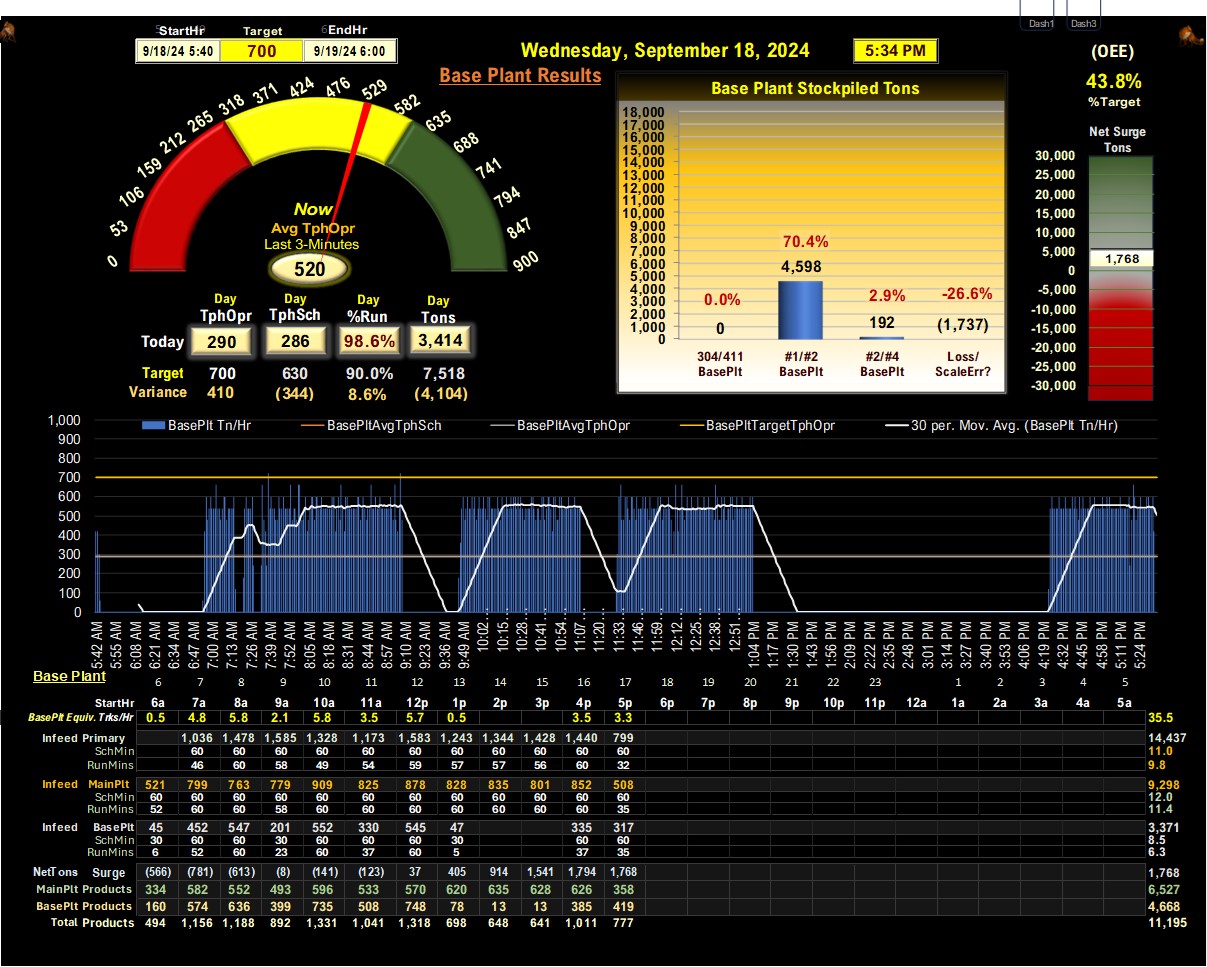 Dash1 Dash3
StartHr Target EndHr
9/18/24 5:40 700 9/19/24 6:00
Wednesday, September 18, 2024 5:34 PM
(OEE)
43.8%
%Target
Base Plant Results
0 53 106 159 212 265 318 371 424 476 529 582 635 688 741 794 847 900
Now
Avg TphOpr
Last 3-Minutes
520
Day Day Day Day
TphOpr TphSch %Run Tons
Today 290 286 98.6% 3,414
Target 700 630 90.0% 7,518
Variance 410 (344) 8.6% (4,104)
Base Plant Stockpiled Tons
18,000
17,000
16,000
15,000
14,000
13,000
12,000
11,000
10,000
9,000
8,000
7,000
6,000
5,000
4,000
3,000
2,000
1,000
0
0.0% 70.4% 2.9% -26.6%
0 4,598 192 (1,737)
304/411 #1/#2 #2/#4 Loss/
BasePlt BasePlt BasePlt ScaleErr?
Net Surge
Tons
30,000
25,000
20,000
15,000
10,000
5,000
0
-5,000
-10,000
-15,000
-20,000
-25,000
-30,000
1,768
BasePlt Tn/Hr BasePltAvgTphSch BasePltAvgTphOpr BasePltTargetTphOpr 30 per. Mov. Avg. (BasePlt Tn/Hr)
1,000
900
800
700
600
500
400
300
200
100
0
5:42 AM 5:55 AM 6:08 AM 6:21 AM 6:34 AM 6:47 AM 7:00 AM 7:13 AM 7:26 AM 7:39 AM 7:52 AM 8:05 AM 8:18 AM 8:31 AM 8:44 AM 8:57 AM 9:10 AM 9:23 AM 9:36 AM 9:49 AM 10:02… 10:15… 10:28… 10:41… 10:54… 11:07… 11:20… 11:33… 11:46… 11:59… 12:12… 12:25… 12:38… 12:51… 1:04 PM 1:17 PM 1:30 PM 1:43 PM 1:56 PM 2:09 PM 2:22 PM 2:35 PM 2:48 PM 3:01 PM 3:14 PM 3:27 PM 3:40 PM 3:53 PM 4:06 PM 4:19 PM 4:32 PM 4:45 PM 4:58 PM 5:11 PM 5:24 PM
Base Plant
6 7 8 9 10 11 12 13 14 15 16 17 18 19 20 21 22 23 1 2 3 4 5
StartHr 6a 7a 8a 9a 10a 11a 12p 1p 2p 3p 4p 5p 6p 7p 8p 9p 10p 11p 12a 1a 2a 3a 4a 5a
BasePlt Equiv. Trks/Hr 0.5 4.8 5.8 2.1 5.8 3.5 5.7 0.5 3.5 3.3 35.5
Infeed Primary 1,036 1,478 1,585 1,328 1,173 1,583 1,243 1,344 1,428 1,440 799 14,437
SchMin 60 60 60 60 60 60 60 60 60 60 60 11.0
RunMins 46 60 58 49 54 59 57 57 56 60 32 9.8
Infeed MainPlt 521 799 763 779 909 825 878 828 835 801 852 508 9,298
SchMin 60 60 60 60 60 60 60 60 60 60 60 60 12.0
RunMins 52 60 60 58 60 60 60 60 60 60 60 35 11.4
Infeed BasePlt 45 452 547 201 552 330 545 47 335 317 3,371
SchMin 30 60 60 30 60 60 60 30 60 60 8.5
RunMins 6 52 60 23 60 37 60 5 37 35 6.3
NetTons Surge (566) (781) (613) (8) (141) (123) 37 405 914 1,541 1,794 1,768 1,768
MainPlt Products 334 582 552 493 596 533 570 620 635 628 626 358 6,527
BasePlt Products 160 574 636 399 735 508 748 78 13 13 385 419 4,668
Total Products 494 1,156 1,188 892 1,331 1,041 1,318 698 648 641 1,011 777 11,195